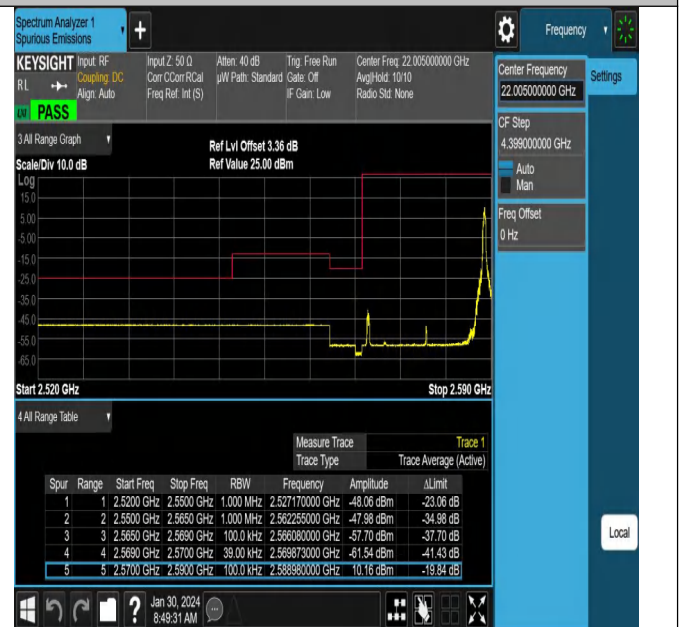 Spectrum Analyzer 1
Spurious Emissions
Frequency
KEYSIGHT
RL
Input: RF
Coupling: DC
Align: Auto
Input Z: 50 Ω
Corr CCorr RCal
Freq Ref: Int (S)
Atten: 40 dB
µW Path: Standard
Trig: Free Run
Gate: Off
IF Gain: Low
Center Freq: 22.005000000 GHz
Avg|Hold: 10/10
Radio Std: None
PASS
3 All Range Graph
Scale/Div 10.0 dB
Ref Lvl Offset 3.36 dB
Ref Value 25.00 dBm
Log
15.0
5.00
-5.00
-15.0
-25.0
-35.0
-45.0
-55.0
-65.0
Start 2.520 GHz
Stop 2.590 GHz
4 All Range Table
Measure Trace Trace 1
Trace Type Trace Average (Active)
Spur Range Start Freq Stop Freq RBW Frequency Amplitude ΔLimit
1 1 2.5200 GHz 2.5500 GHz 1.000 MHz 2.527170000 GHz -48.06 dBm -23.06 dB
2 2 2.5500 GHz 2.5650 GHz 1.000 MHz 2.562255000 GHz -47.98 dBm -34.98 dB
3 3 2.5650 GHz 2.5690 GHz 100.0 kHz 2.566080000 GHz -57.70 dBm -37.70 dB
4 4 2.5690 GHz 2.5700 GHz 39.00 kHz 2.569873000 GHz -61.54 dBm -41.43 dB
5 5 2.5700 GHz 2.5900 GHz 100.0 kHz 2.588980000 GHz 10.16 dBm -19.84 dB
Center Frequency
22.005000000 GHz
Settings
CF Step
4.399000000 GHz
Auto
Man
Freq Offset
0 Hz
Local
Jan 30, 2024
8:49:31 AM